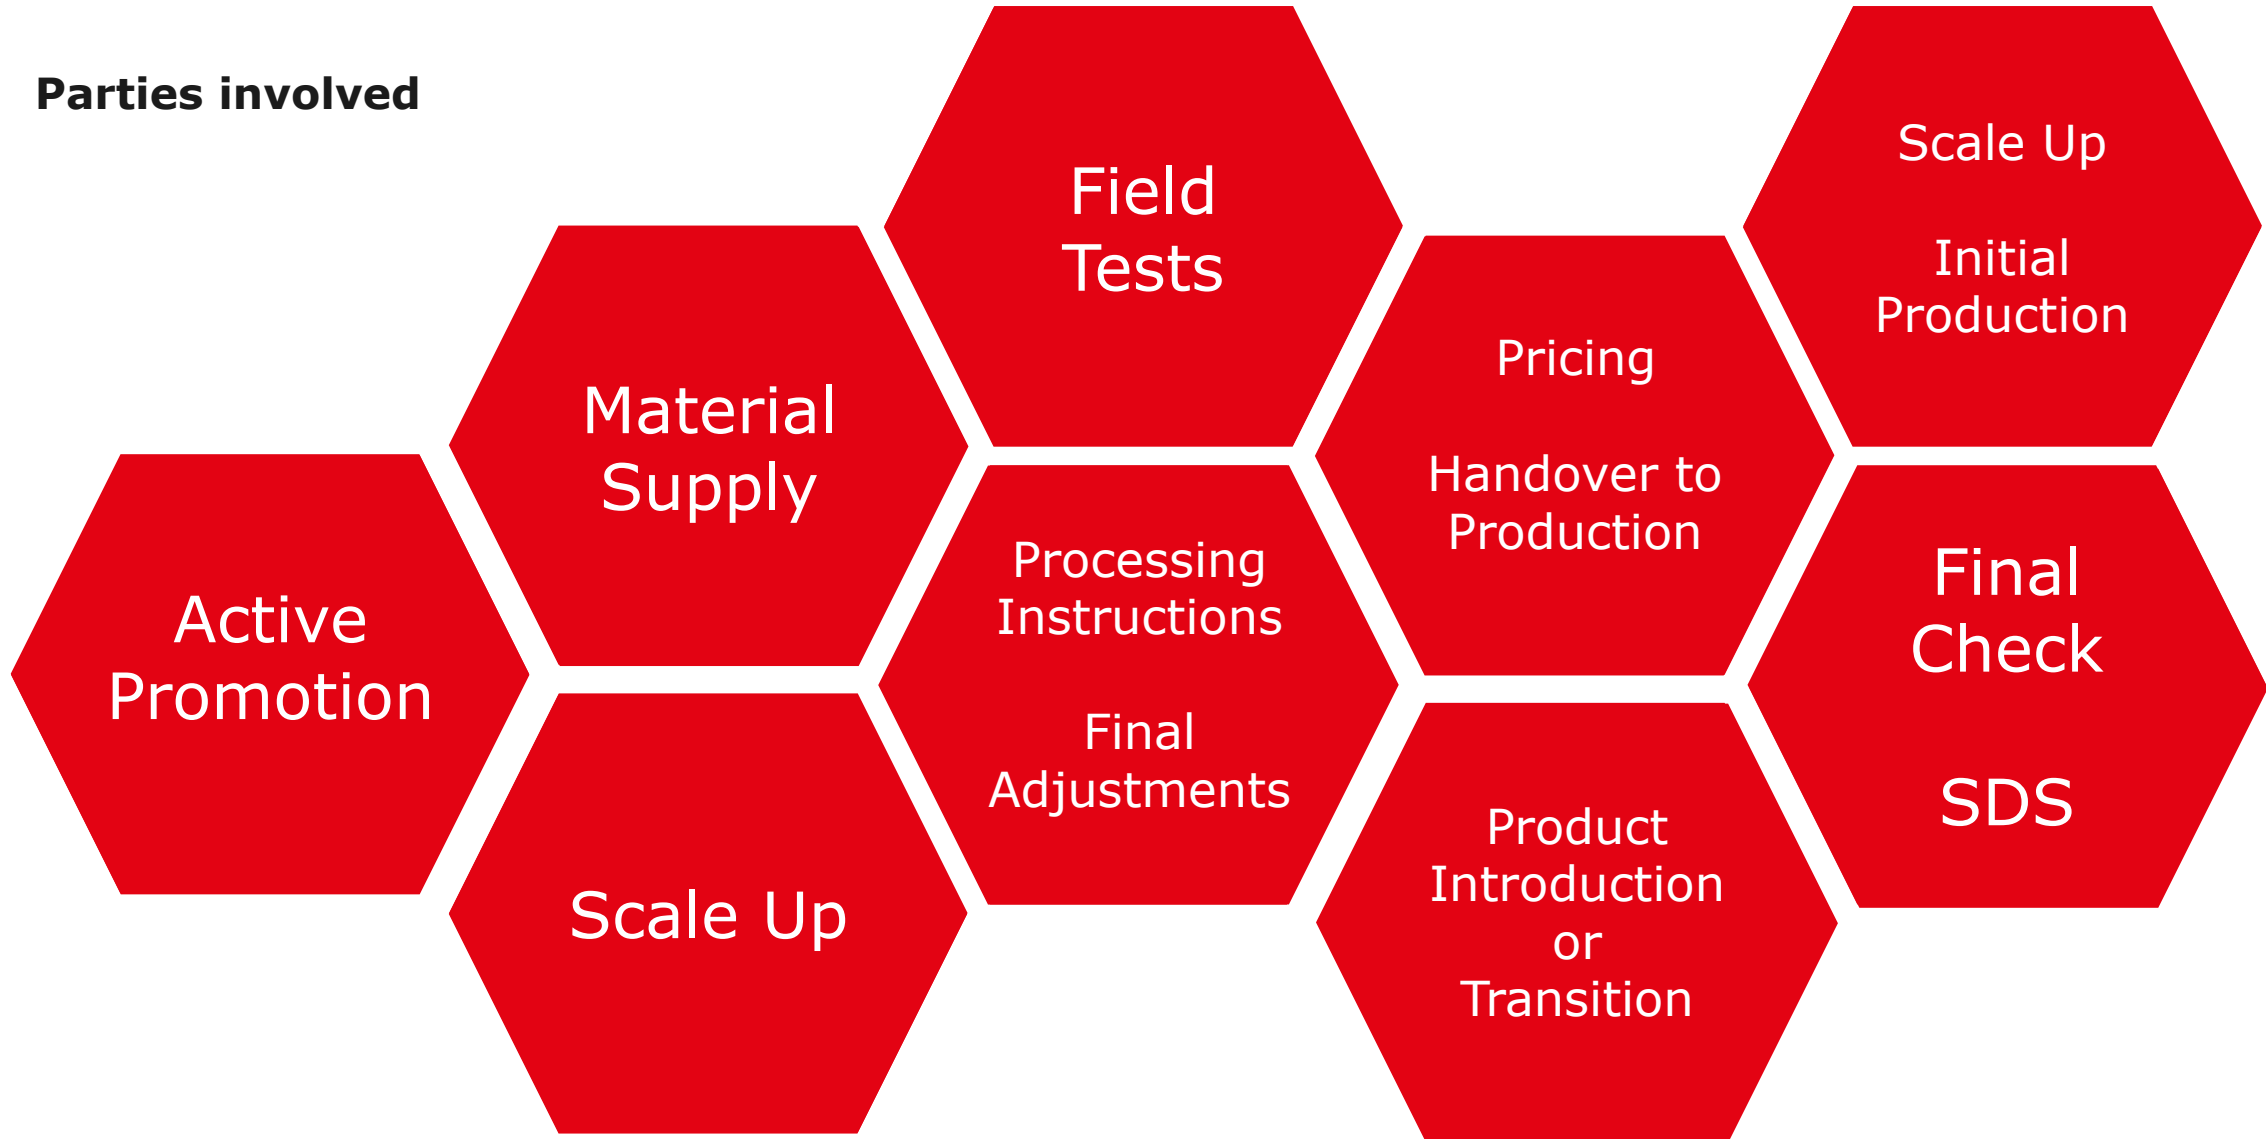 Parties involved
Active
Promotion
Material
Supply
Scale Up
Field
Tests
Processing
Instructions
Final
Adjustments
Pricing
Handover to
Production
Product
Introduction
or
Transition
Scale Up
Initial
Production
Final
Check
SDS